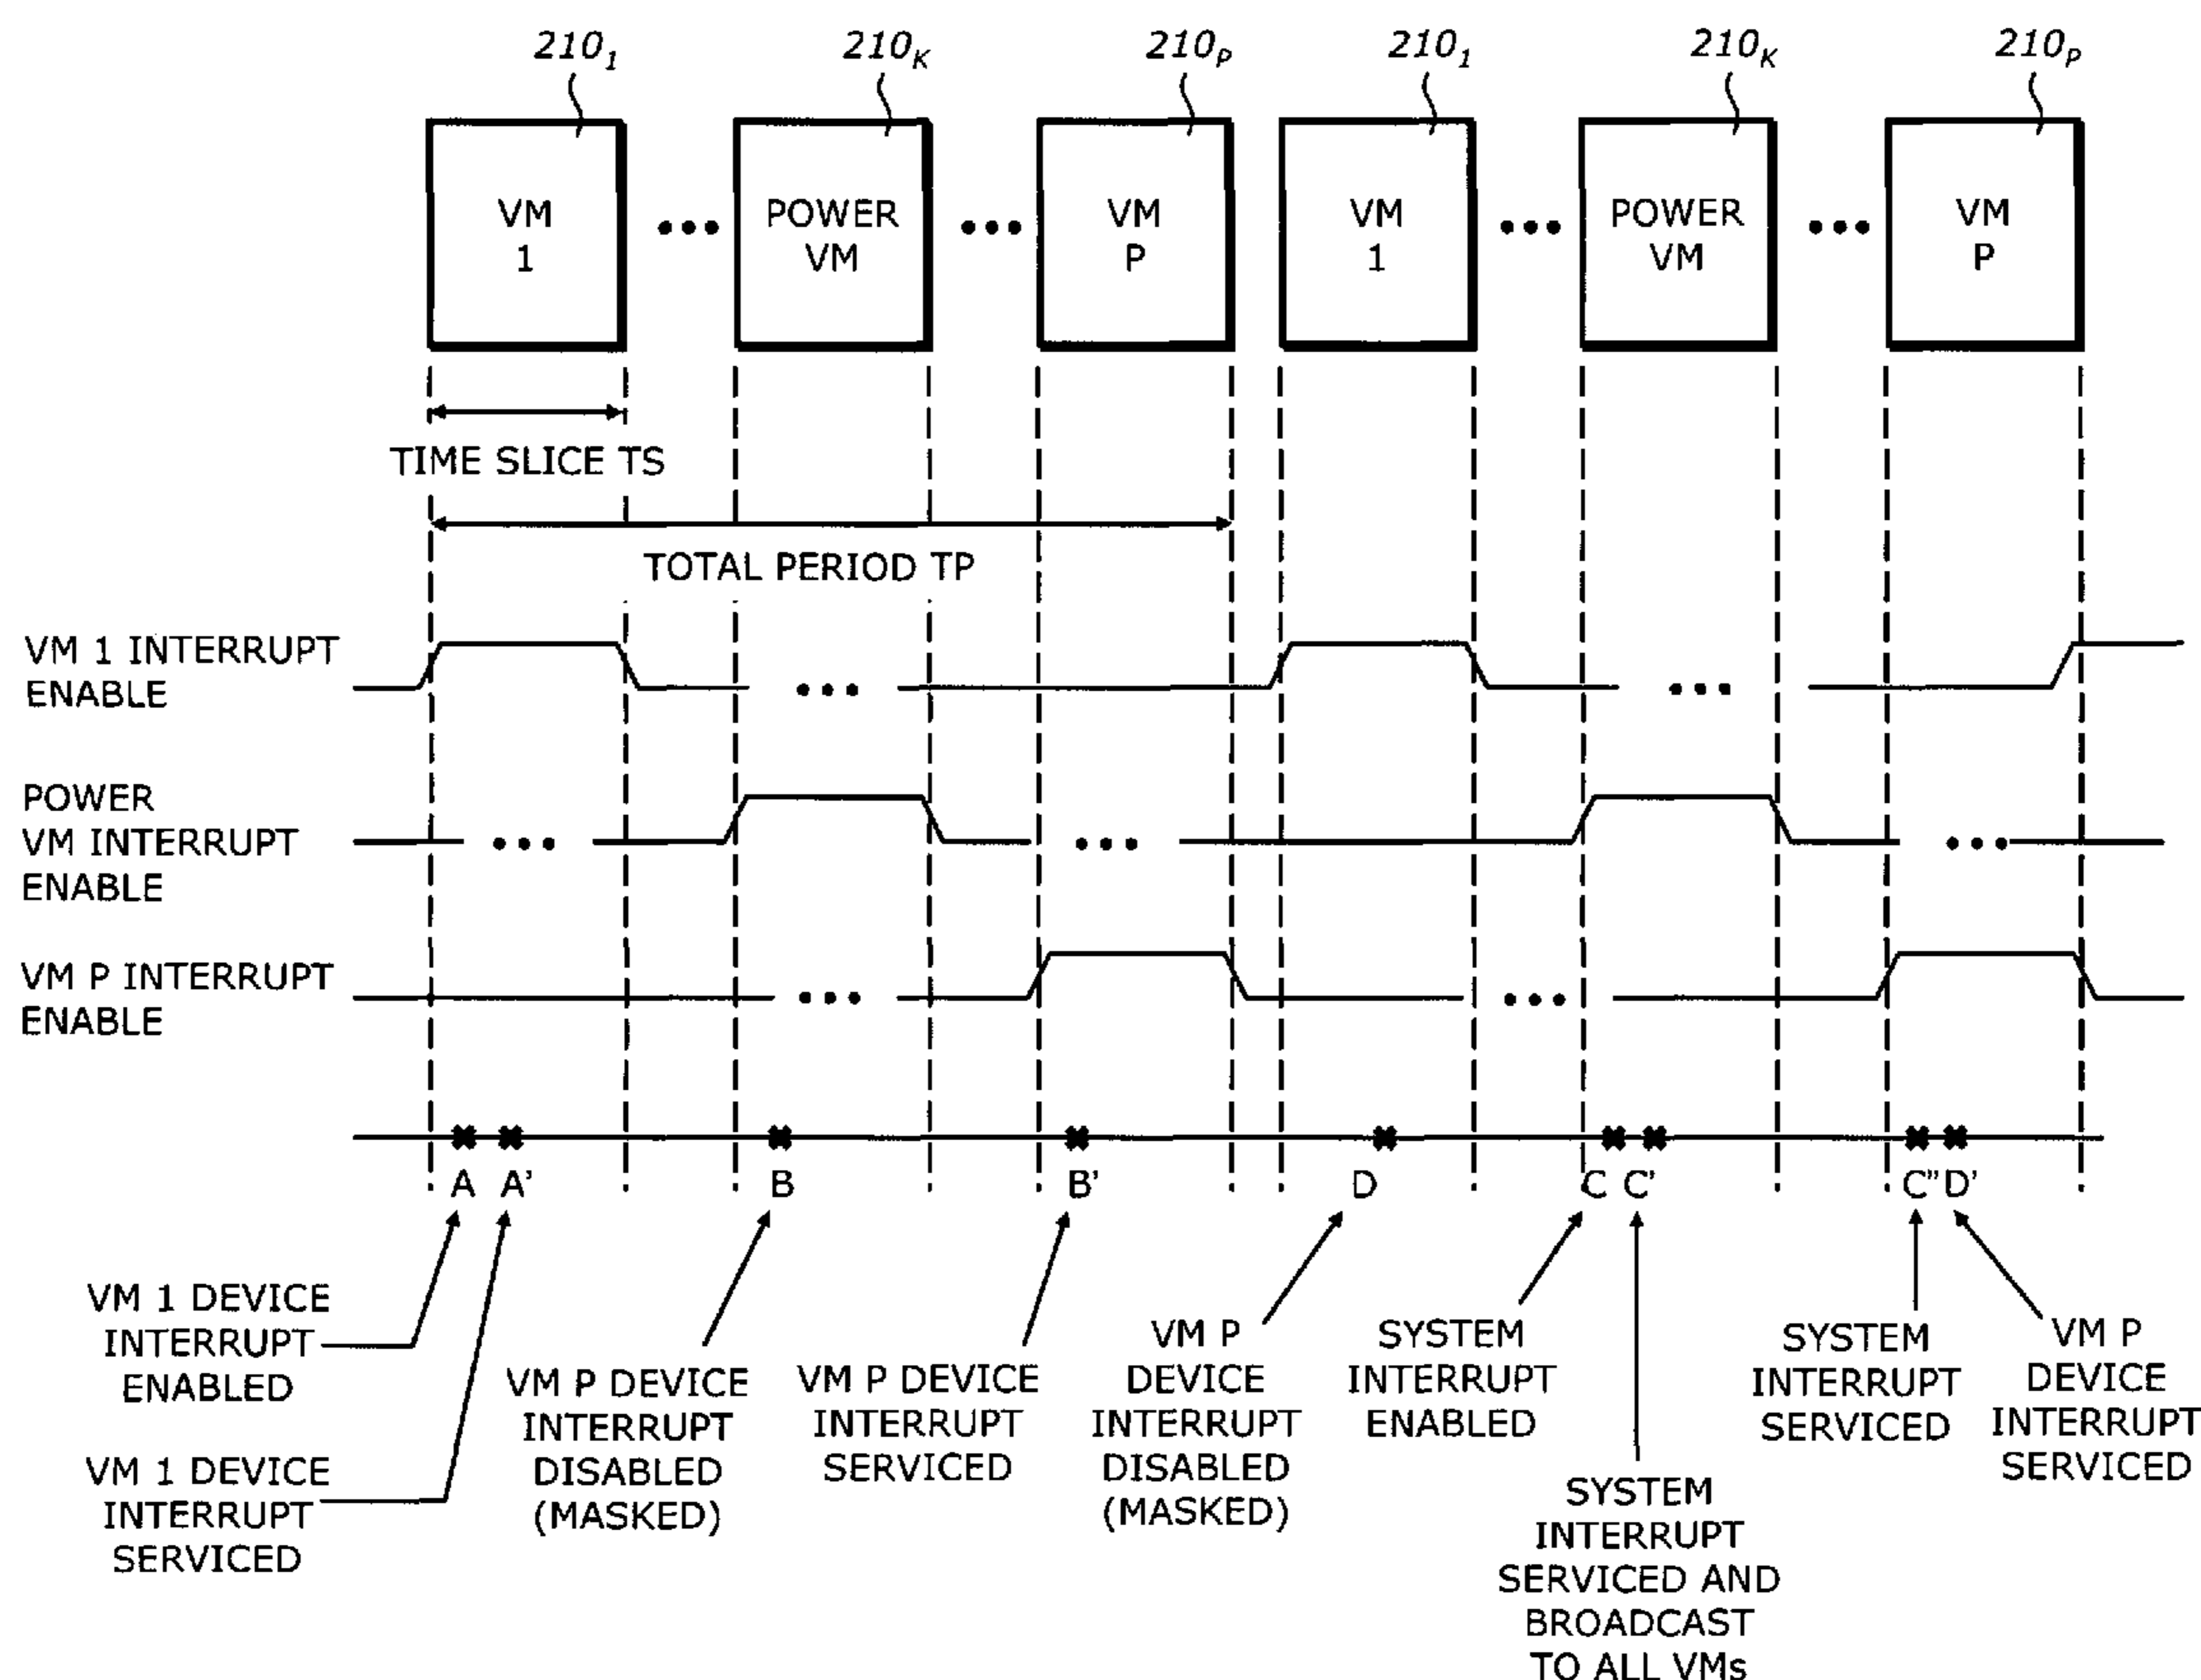 210₁ 210K 210P 210₁ 210K 210P
VM
1
•••
POWER
VM
•••
VM
P
VM
1
•••
POWER
VM
•••
VM
P
TIME SLICE TS
TOTAL PERIOD TP
VM 1 INTERRUPT
ENABLE
POWER
VM INTERRUPT
ENABLE
VM P INTERRUPT
ENABLE
A A' B B' D C C' C" D'
VM 1 DEVICE
INTERRUPT
ENABLED
VM 1 DEVICE
INTERRUPT
SERVICED
VM P DEVICE
INTERRUPT
DISABLED
(MASKED)
VM P DEVICE
INTERRUPT
SERVICED
VM P
DEVICE
INTERRUPT
DISABLED
(MASKED)
SYSTEM
INTERRUPT
ENABLED
SYSTEM
INTERRUPT
SERVICED AND
BROADCAST
TO ALL VMs
SYSTEM
INTERRUPT
SERVICED
VM P
DEVICE
INTERRUPT
SERVICED